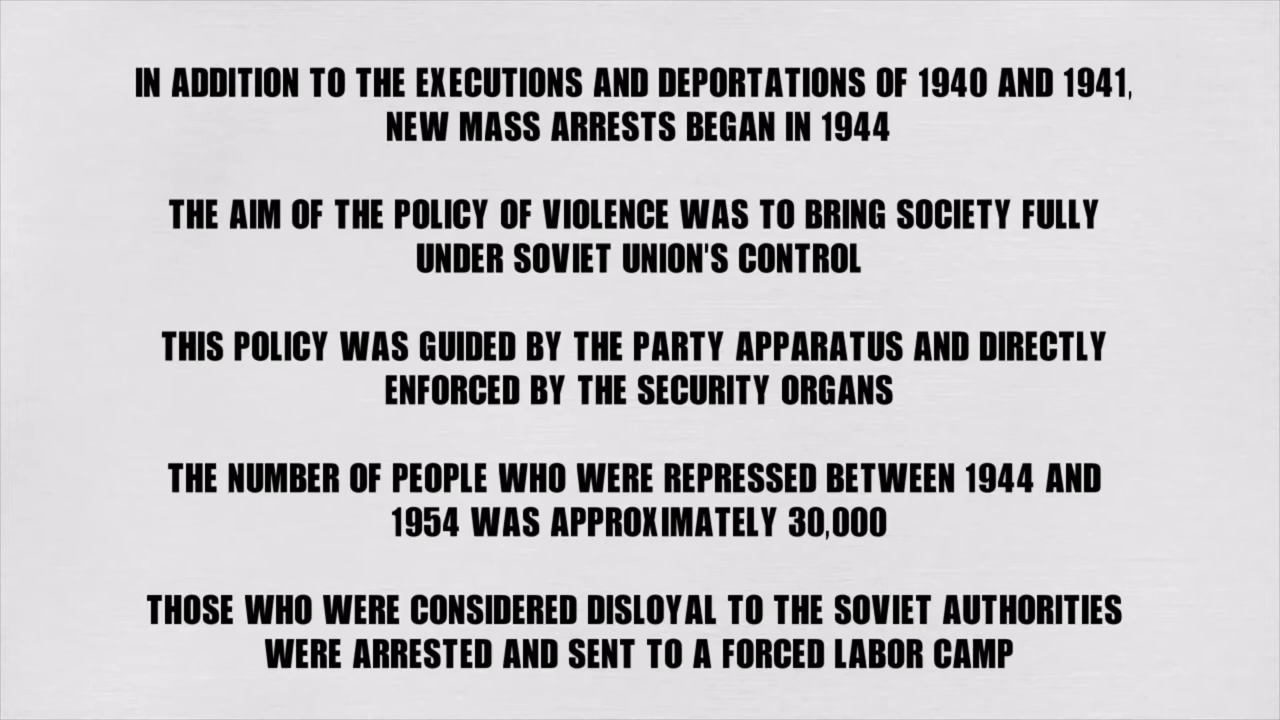 IN ADDITION TO THE EXECUTIONS AND DEPORTATIONS OF 1940 AND 1941,
NEW MASS ARRESTS BEGAN IN 1944
THE AIM OF THE POLICY OF VIOLENCE WAS TO BRING SOCIETY FULLY
UNDER SOVIET UNION'S CONTROL
THIS POLICY WAS GUIDED BY THE PARTY APPARATUS AND DIRECTLY
ENFORCED BY THE SECURITY ORGANS
THE NUMBER OF PEOPLE WHO WERE REPRESSED BETWEEN 1944 AND
1954 WAS APPROXIMATELY 30,000
THOSE WHO WERE CONSIDERED DISLOYAL TO THE SOVIET AUTHORITIES
WERE ARRESTED AND SENT TO A FORCED LABOR CAMP